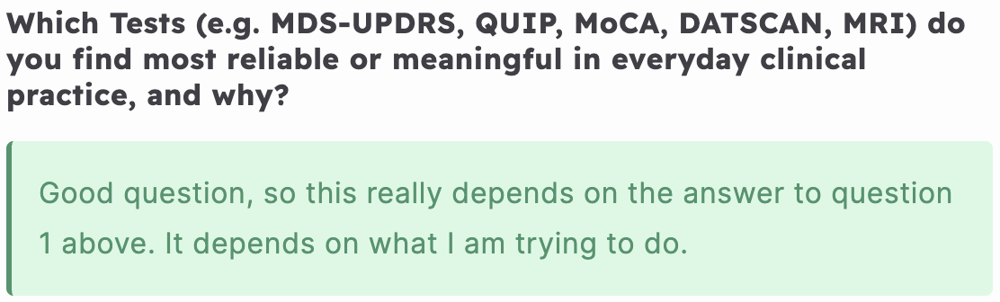 Which Tests (e.g. MDS-UPDRS, QUIP, MoCA, DATSCAN, MRI) do
you find most reliable or meaningful in everyday clinical
practice, and why?
Good question, so this really depends on the answer to question
1 above. It depends on what I am trying to do.